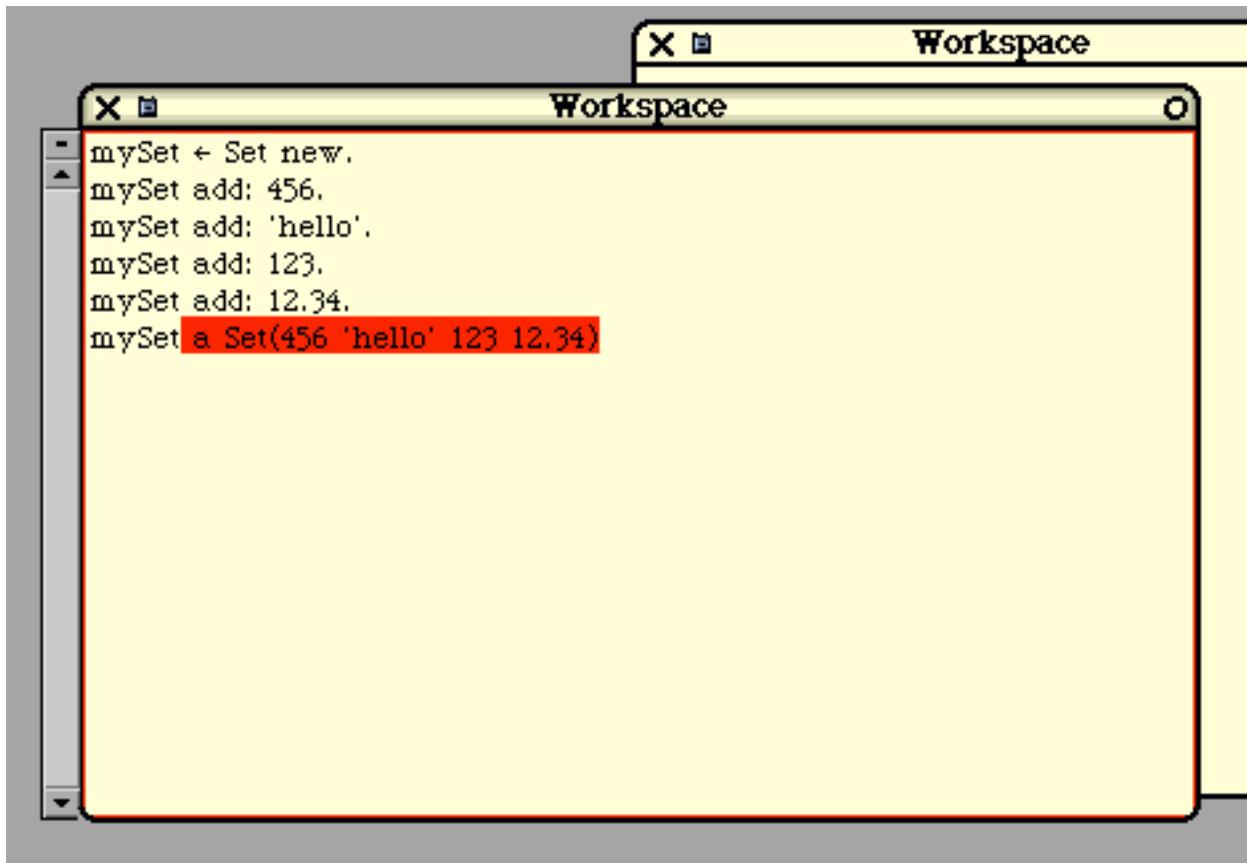 Workspace
Workspace
mySet ← Set new.
mySet add: 456.
mySet add: 'hello'.
mySet add: 123.
mySet add: 12.34.
mySet a Set(456 'hello' 123 12.34)